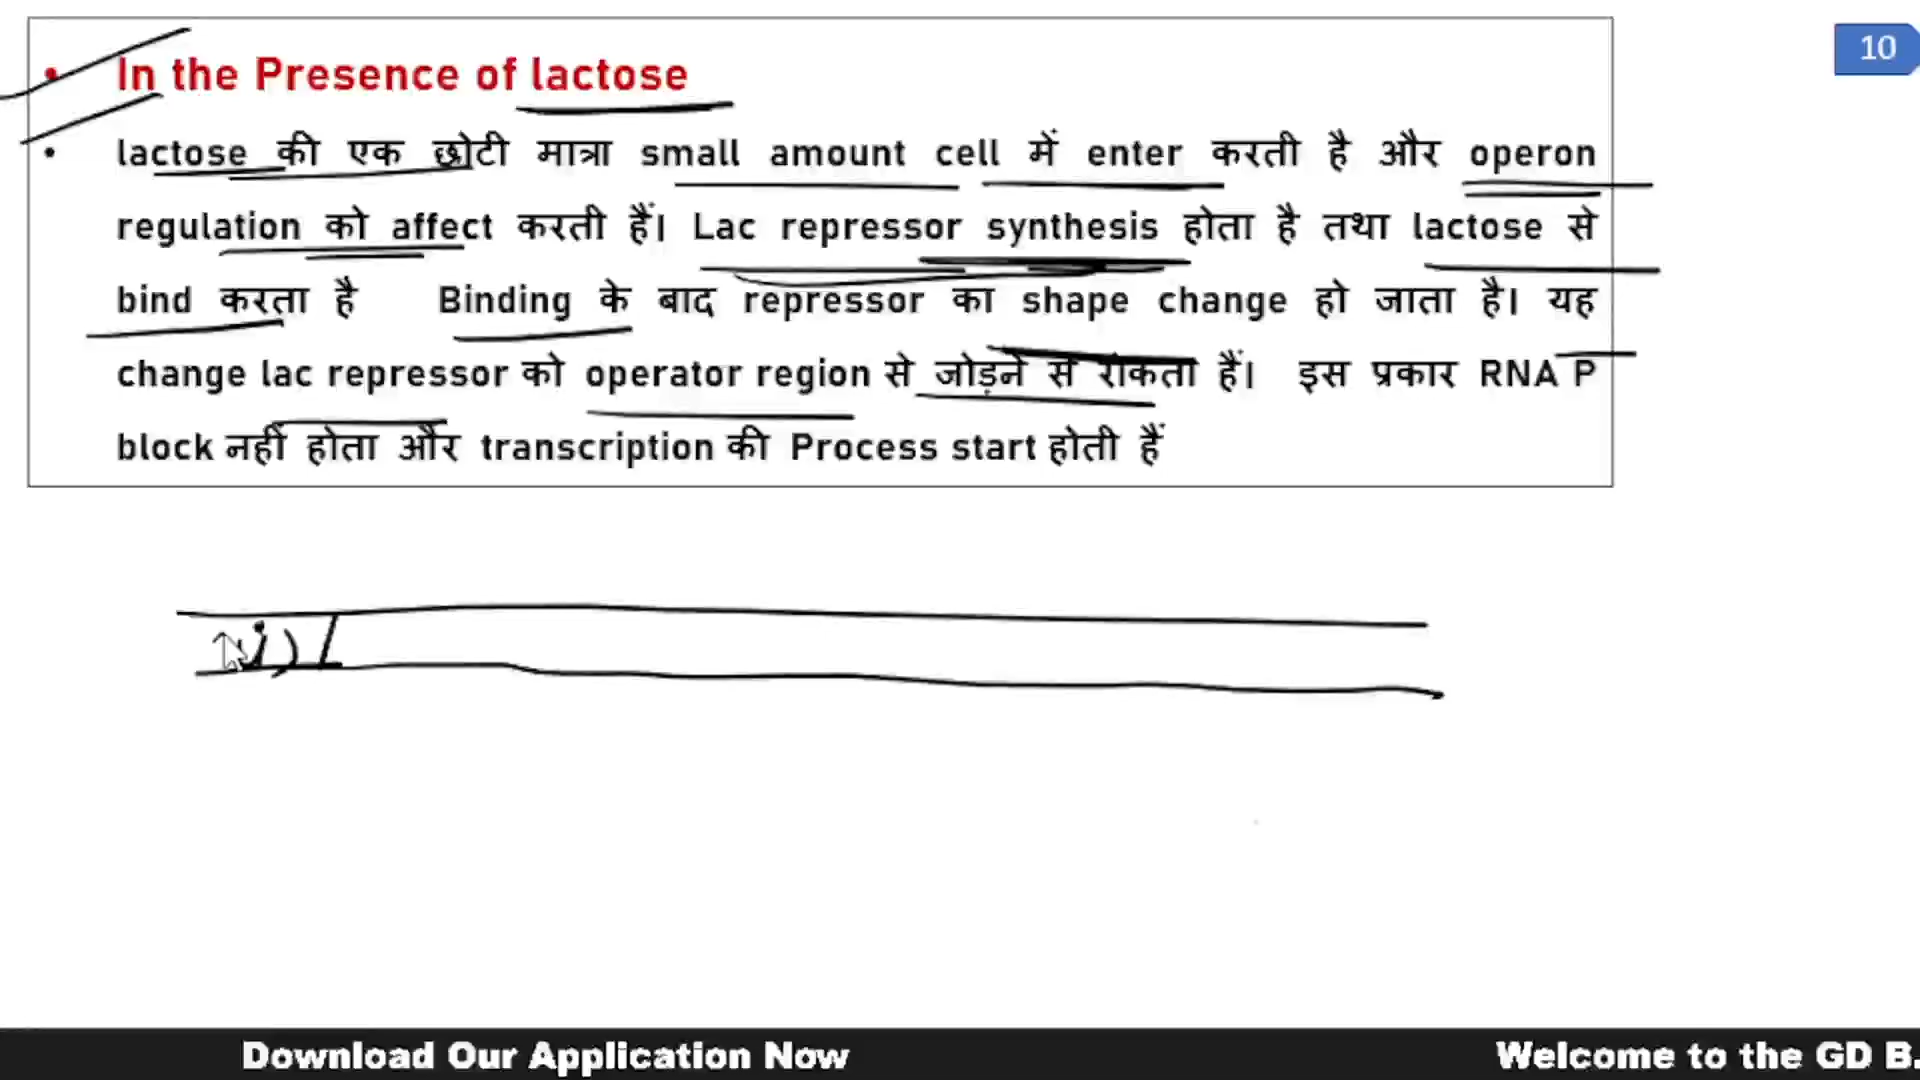 10
In the Presence of lactose
lactose की एक छोटी मात्रा small amount cell में enter करती है और operon
regulation को affect करती हैं। Lac repressor synthesis होता है तथा lactose से
bind करता है Binding के बाद repressor का shape change हो जाता है। यह
change lac repressor को operator region से जोड़ने से रोकता हैं। इस प्रकार RNA P
block नहीं होता और transcription की Process start होती हैं
Download Our Application Now
Welcome to the GD B.